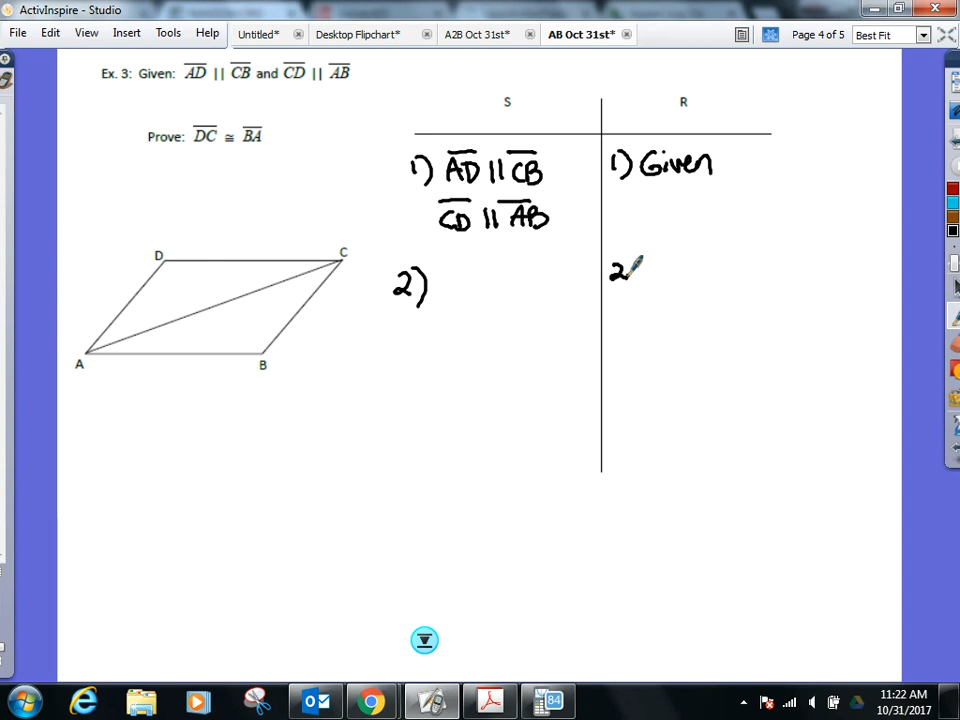 ActivInspire - Studio
File Edit View Insert Tools Help
Untitled* Desktop Flipchart* A2B Oct 31st* AB Oct 31st*
Page 4 of 5 Best Fit
Ex. 3: Given: AD || CB and CD || AB
Prove: DC ≅ BA
S R
1) AD || CB 1) Given
CD || AB
2) 2
D C
A B
84
11:22 AM
10/31/2017